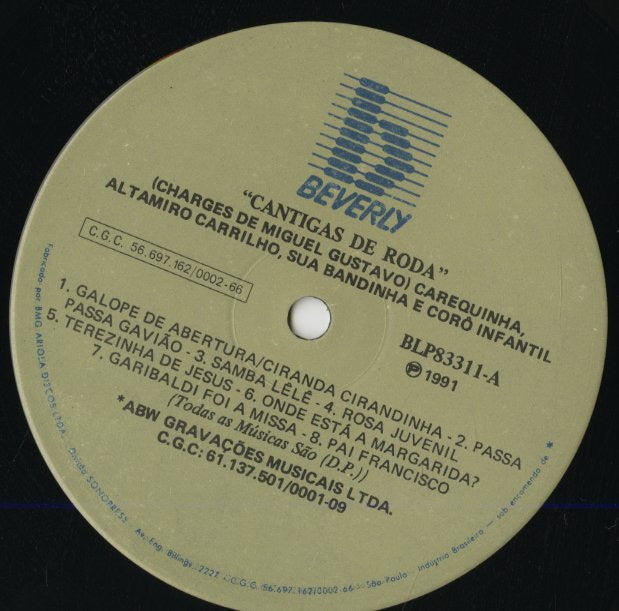 BEVERLY
"CANTIGAS DE RODA"
(CHARGES DE MIGUEL GUSTAVO) CAREQUINHA,
ALTAMIRO CARRILHO, SUA BANDINHA E CORÔ INFANTIL
C.G.C. 56.697.162/0002-66
BLP83311-A
Ⓟ 1991
1. GALOPE DE ABERTURA/CIRANDA CIRANDINHA - 2. PASSA
PASSA GAVIÃO - 3. SAMBA LÊLÊ - 4. ROSA JUVENIL
5. TEREZINHA DE JESUS - 6. ONDE ESTÁ A MARGARIDA?
7. GARIBALDI FOI A MISSA - 8. PAI FRANCISCO
(Todas as Músicas São (D.P.))
*ABW GRAVAÇÕES MUSICAIS LTDA.
C.G.C: 61.137.501/0001-09
Fabricado por BMG ARIOLA DISCOS LTDA. - Divisão SONOPRESS - Av. Eng. Billings, 2227 - C.G.C. 56.697.162/0002-66 - São Paulo - Indústria Brasileira - sob encomenda de *